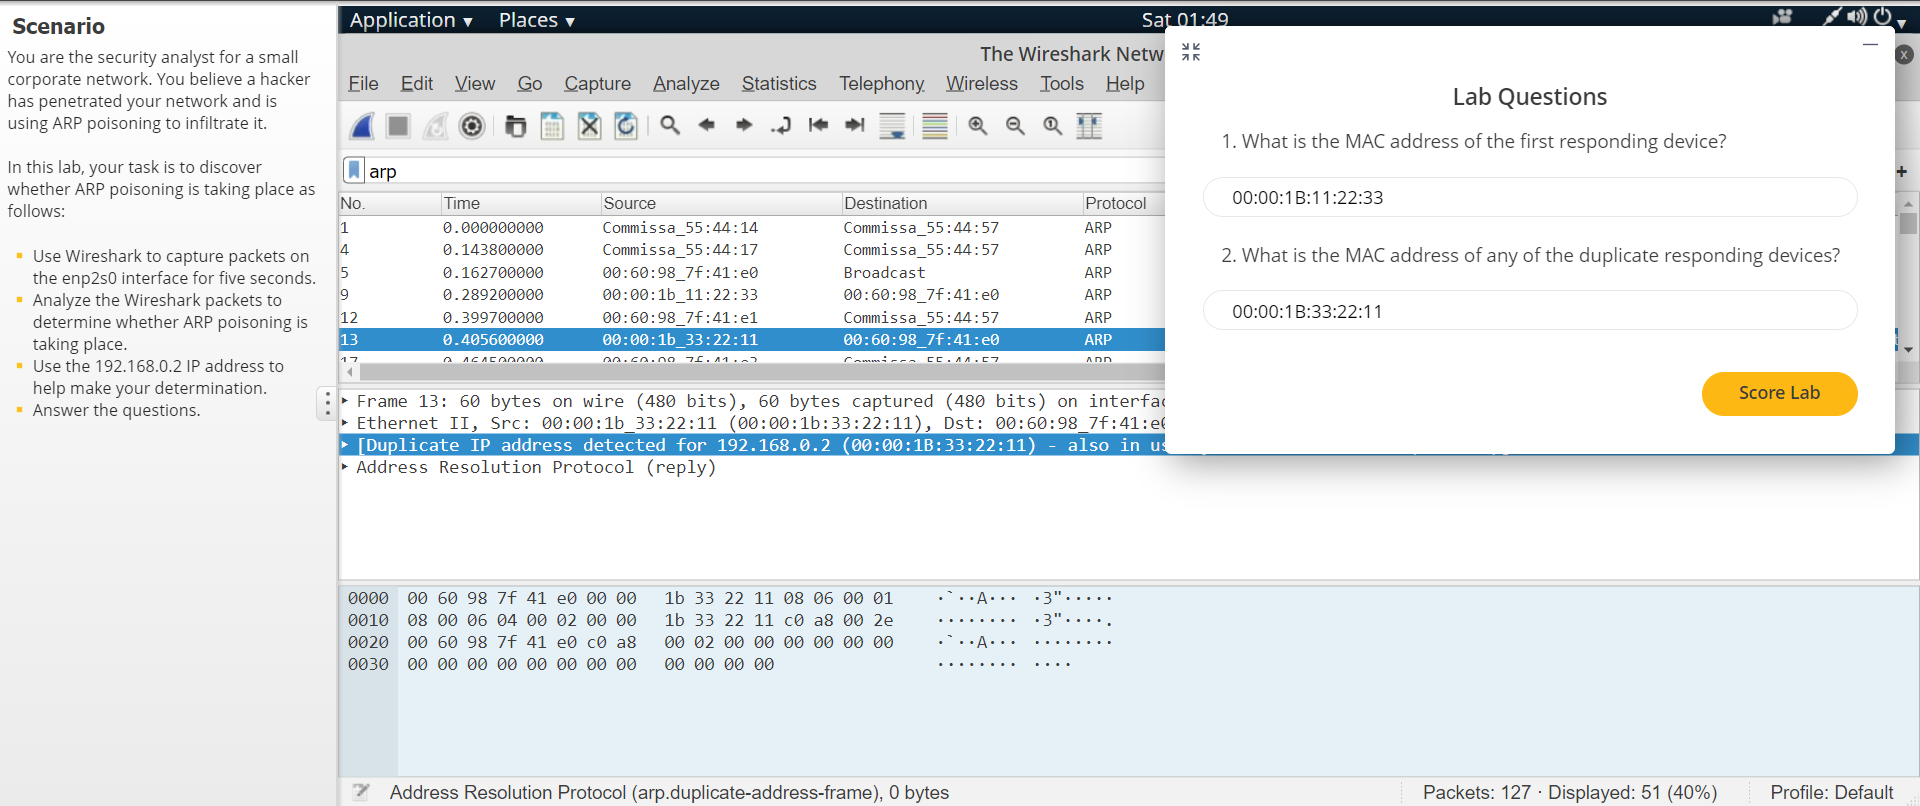 Scenario
You are the security analyst for a small
corporate network. You believe a hacker
has penetrated your network and is
using ARP poisoning to infiltrate it.
In this lab, your task is to discover
whether ARP poisoning is taking place as
follows:
Use Wireshark to capture packets on
the enp2s0 interface for five seconds.
Analyze the Wireshark packets to
determine whether ARP poisoning is
taking place.
Use the 192.168.0.2 IP address to
help make your determination.
Answer the questions.
Application Places Sat 01:49
The Wireshark Netw
File Edit View Go Capture Analyze Statistics Telephony Wireless Tools Help
arp
No. Time Source Destination Protocol
1 0.000000000 Commissa_55:44:14 Commissa_55:44:57 ARP
4 0.143800000 Commissa_55:44:17 Commissa_55:44:57 ARP
5 0.162700000 00:60:98_7f:41:e0 Broadcast ARP
9 0.289200000 00:00:1b_11:22:33 00:60:98_7f:41:e0 ARP
12 0.399700000 00:60:98_7f:41:e1 Commissa_55:44:57 ARP
13 0.405600000 00:00:1b_33:22:11 00:60:98_7f:41:e0 ARP
Frame 13: 60 bytes on wire (480 bits), 60 bytes captured (480 bits) on interfac
Ethernet II, Src: 00:00:1b_33:22:11 (00:00:1b:33:22:11), Dst: 00:60:98_7f:41:e0
[Duplicate IP address detected for 192.168.0.2 (00:00:1B:33:22:11) - also in us
Address Resolution Protocol (reply)
0000 00 60 98 7f 41 e0 00 00 1b 33 22 11 08 06 00 01 ·`··A··· ·3"·····
0010 08 00 06 04 00 02 00 00 1b 33 22 11 c0 a8 00 2e ········ ·3"····.
0020 00 60 98 7f 41 e0 c0 a8 00 02 00 00 00 00 00 00 ·`··A··· ········
0030 00 00 00 00 00 00 00 00 00 00 00 00 ········ ····
Address Resolution Protocol (arp.duplicate-address-frame), 0 bytes
Packets: 127 · Displayed: 51 (40%)
Profile: Default
Lab Questions
1. What is the MAC address of the first responding device?
00:00:1B:11:22:33
2. What is the MAC address of any of the duplicate responding devices?
00:00:1B:33:22:11
Score Lab